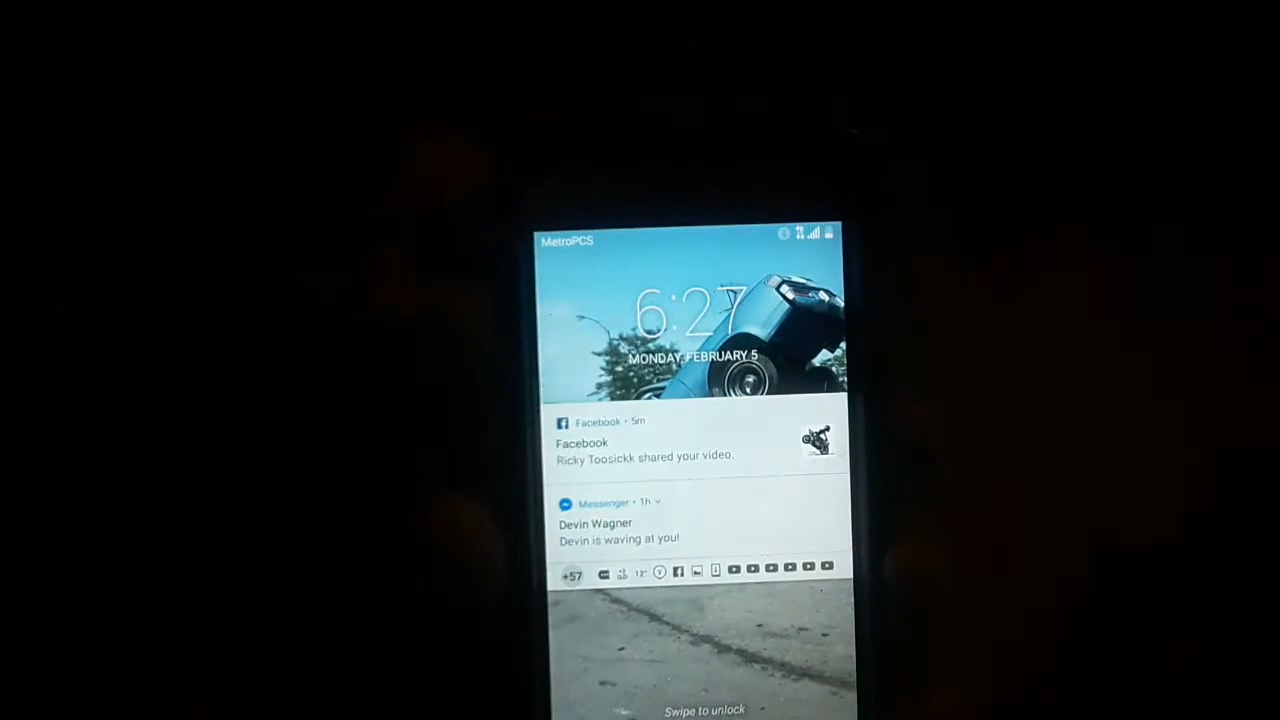 MetroPCS
6:27
MONDAY, FEBRUARY 5
Facebook • 5m
Facebook
Ricky Toosickk shared your video.
Messenger • 1h
Devin Wagner
Devin is waving at you!
+57
12°
Swipe to unlock